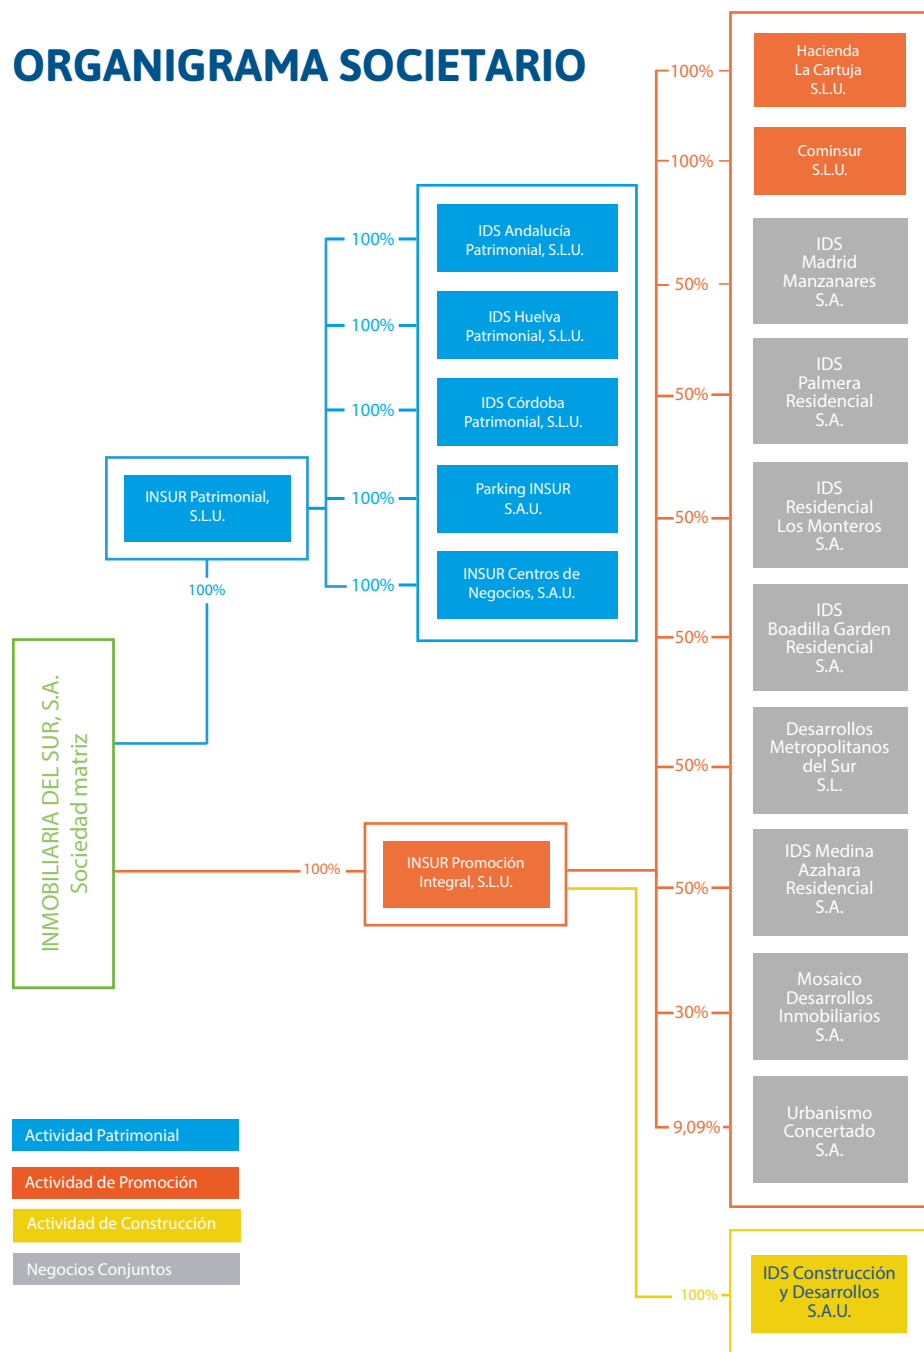 ORGANIGRAMA SOCIETARIO
100%
Hacienda
La Cartuja
S.L.U.
100%
Cominsur
S.L.U.
50%
IDS
Madrid
Manzanares
S.A.
50%
IDS
Palmera
Residencial
S.A.
50%
IDS
Residencial
Los Monteros
S.A.
50%
IDS
Boadilla Garden
Residencial
S.A.
50%
Desarrollos
Metropolitanos
del Sur
S.L.
50%
IDS Medina
Azahara
Residencial
S.A.
30%
Mosaico
Desarrollos
Inmobiliarios
S.A.
9,09%
Urbanismo
Concertado
S.A.
100%
IDS Construcción
y Desarrollos
S.A.U.
100%
IDS Andalucía
Patrimonial, S.L.U.
100%
IDS Huelva
Patrimonial, S.L.U.
100%
IDS Córdoba
Patrimonial, S.L.U.
100%
Parking INSUR
S.A.U.
100%
INSUR Centros de
Negocios, S.A.U.
INSUR Patrimonial,
S.L.U.
100%
INMOBILIARIA DEL SUR, S.A.
Sociedad matriz
100%
INSUR Promoción
Integral, S.L.U.
Actividad Patrimonial
Actividad de Promoción
Actividad de Construcción
Negocios Conjuntos